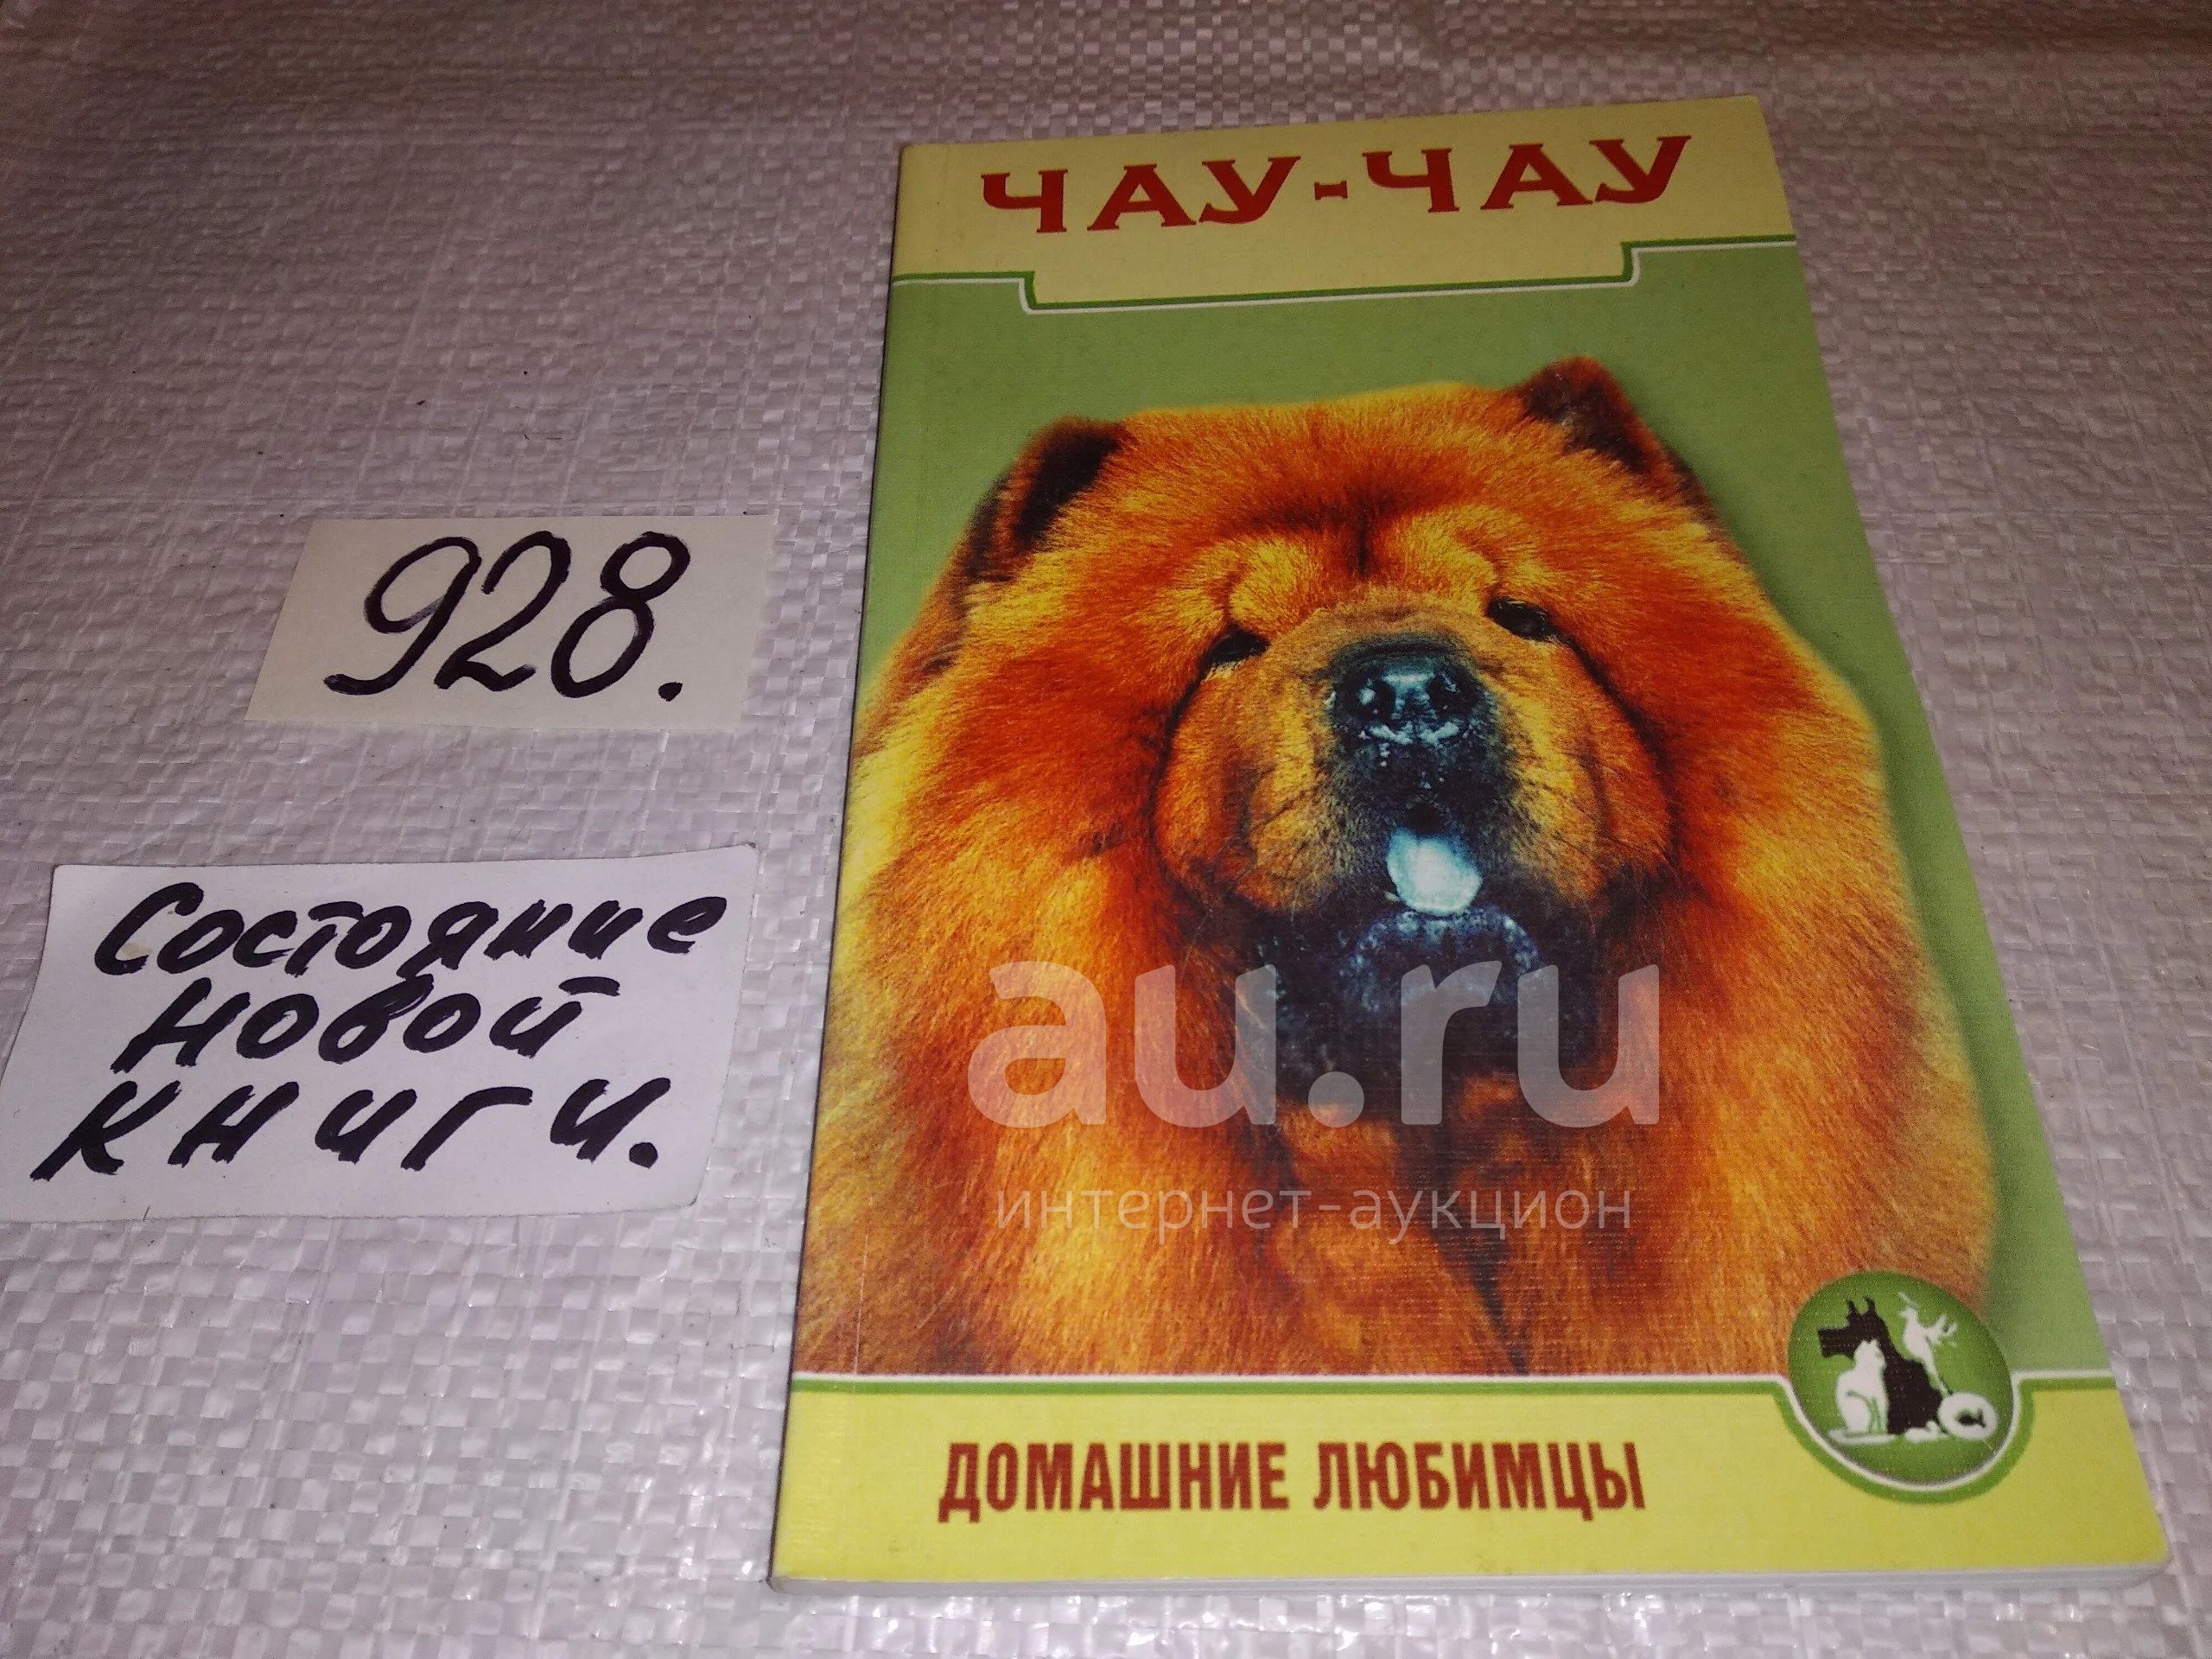 ЧАУ-ЧАУ
928.
Состояние
новой
книги.
au.ru
интернет-аукцион
ДОМАШНИЕ ЛЮБИМЦЫ